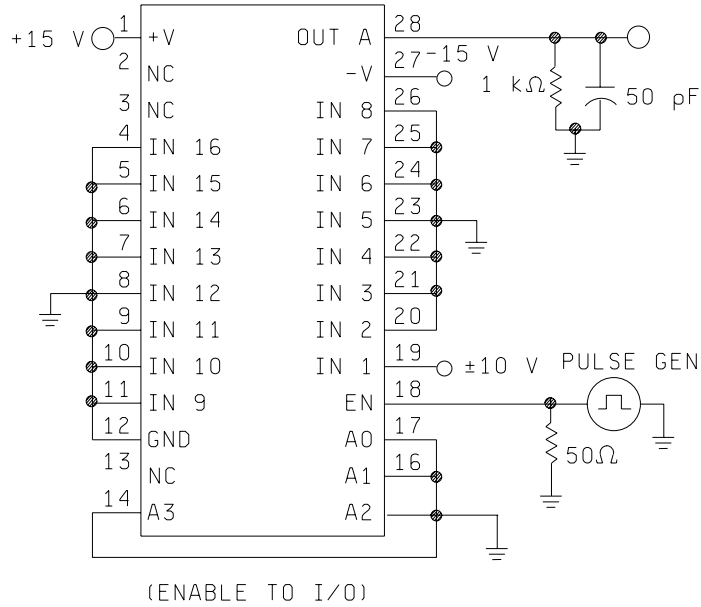 1 28
+15 V +V OUT A
2 27 -15 V
NC -V
3 26 1 kΩ 50 pF
NC IN 8
4 25
IN 16 IN 7
5 24
IN 15 IN 6
6 23
IN 14 IN 5
7 22
IN 13 IN 4
8 21
IN 12 IN 3
9 20
IN 11 IN 2
10 19
IN 10 IN 1 ±10 V PULSE GEN
11 18
IN 9 EN
12 17
GND A0 50Ω
13 16
NC A1
14
A3 A2
(ENABLE TO I/O)